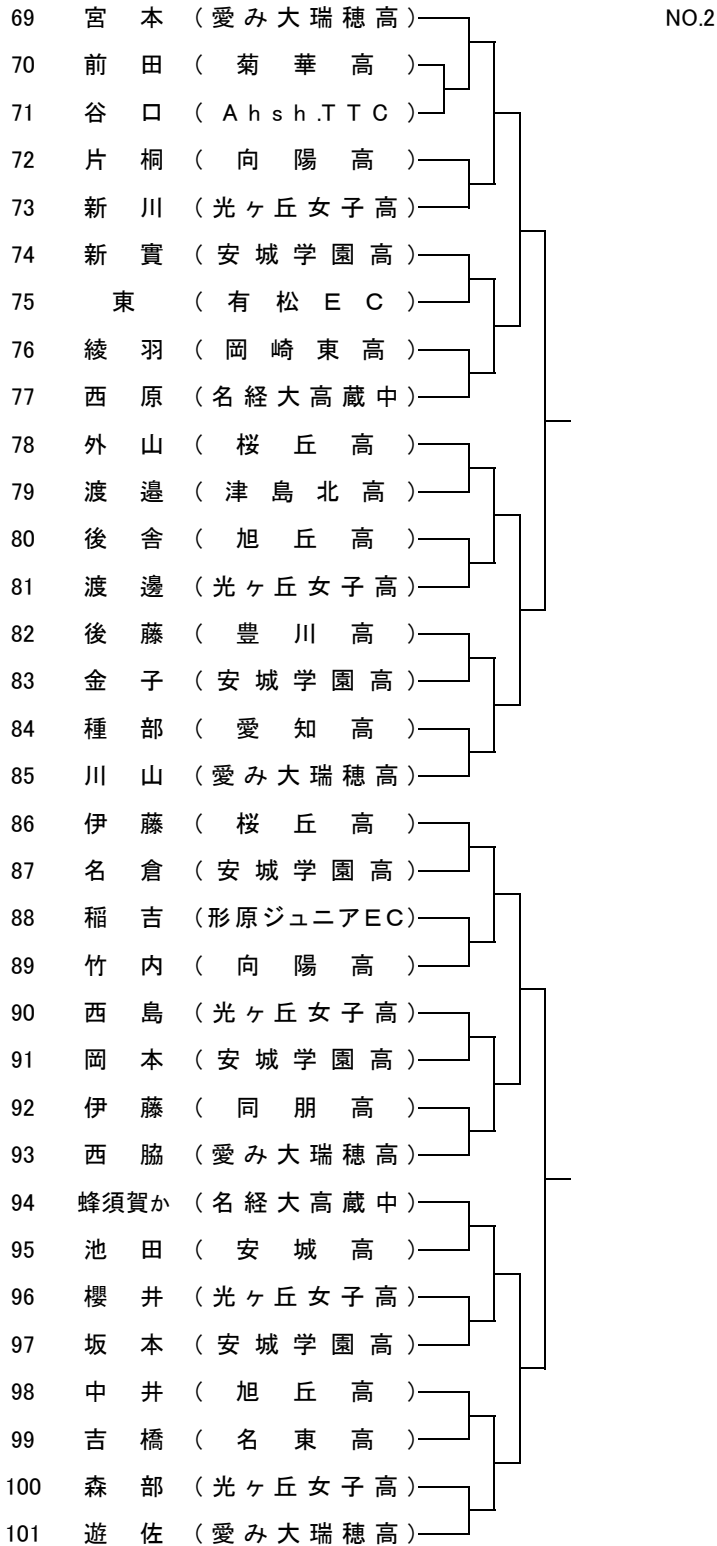 69 宮本 (愛み大瑞穂高) NO.2
70 前田 (菊華高)
71 谷口 (Ahsh.TTC)
72 片桐 (向陽高)
73 新川 (光ヶ丘女子高)
74 新實 (安城学園高)
75 東 (有松EC)
76 綾羽 (岡崎東高)
77 西原 (名経大高蔵中)
78 外山 (桜丘高)
79 渡邉 (津島北高)
80 後舎 (旭丘高)
81 渡邊 (光ヶ丘女子高)
82 後藤 (豊川高)
83 金子 (安城学園高)
84 種部 (愛知高)
85 川山 (愛み大瑞穂高)
86 伊藤 (桜丘高)
87 名倉 (安城学園高)
88 稲吉 (形原ジュニアEC)
89 竹内 (向陽高)
90 西島 (光ヶ丘女子高)
91 岡本 (安城学園高)
92 伊藤 (同朋高)
93 西脇 (愛み大瑞穂高)
94 蜂須賀か (名経大高蔵中)
95 池田 (安城高)
96 櫻井 (光ヶ丘女子高)
97 坂本 (安城学園高)
98 中井 (旭丘高)
99 吉橋 (名東高)
100 森部 (光ヶ丘女子高)
101 遊佐 (愛み大瑞穂高)